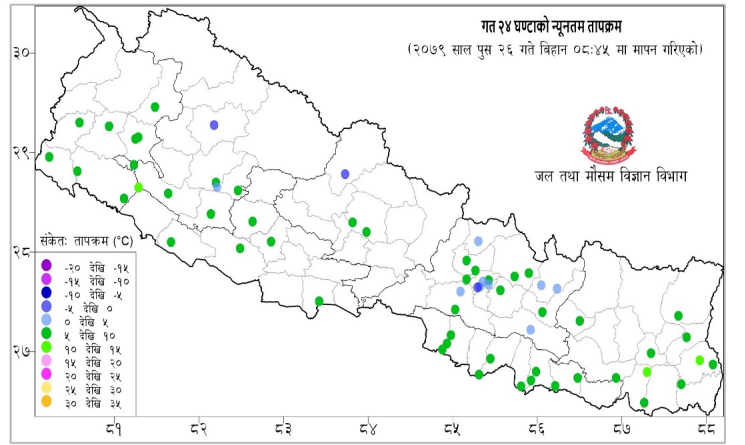 गत २४ घण्टाको न्यूनतम तापक्रम
(२०७९ साल पुस २६ गते बिहान ०८:४५ मा मापन गरिएको)
जल तथा मौसम विज्ञान विभाग
३०
२९
२८
२७
संकेतः तापक्रम (°C)
-२० देखि -१५
-१५ देखि -१०
-१० देखि -५
-५ देखि ०
० देखि ५
५ देखि १०
१० देखि १५
१५ देखि २०
२० देखि २५
२५ देखि ३०
३० देखि ३५
८१ ८२ ८३ ८४ ८५ ८६ ८७ ८८